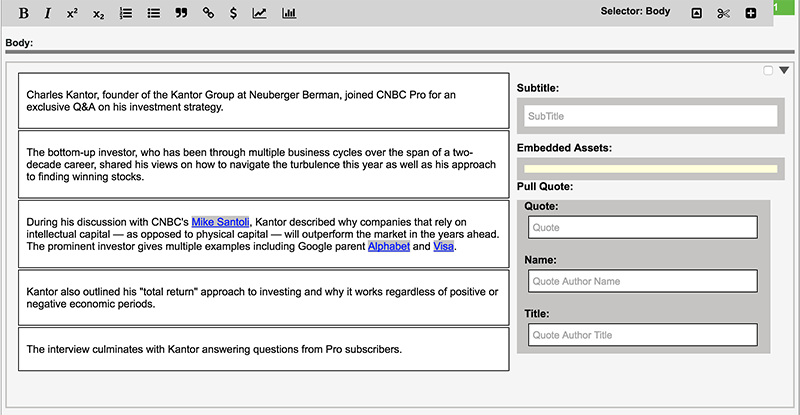 B I x² x₂ $ Selector: Body 1
Body:
Charles Kantor, founder of the Kantor Group at Neuberger Berman, joined CNBC Pro for an
exclusive Q&A on his investment strategy.
The bottom-up investor, who has been through multiple business cycles over the span of a two-
decade career, shared his views on how to navigate the turbulence this year as well as his approach
to finding winning stocks.
During his discussion with CNBC's Mike Santoli, Kantor described why companies that rely on
intellectual capital — as opposed to physical capital — will outperform the market in the years ahead.
The prominent investor gives multiple examples including Google parent Alphabet and Visa.
Kantor also outlined his "total return" approach to investing and why it works regardless of positive or
negative economic periods.
The interview culminates with Kantor answering questions from Pro subscribers.
Subtitle:
SubTitle
Embedded Assets:
Pull Quote:
Quote:
Quote
Name:
Quote Author Name
Title:
Quote Author Title